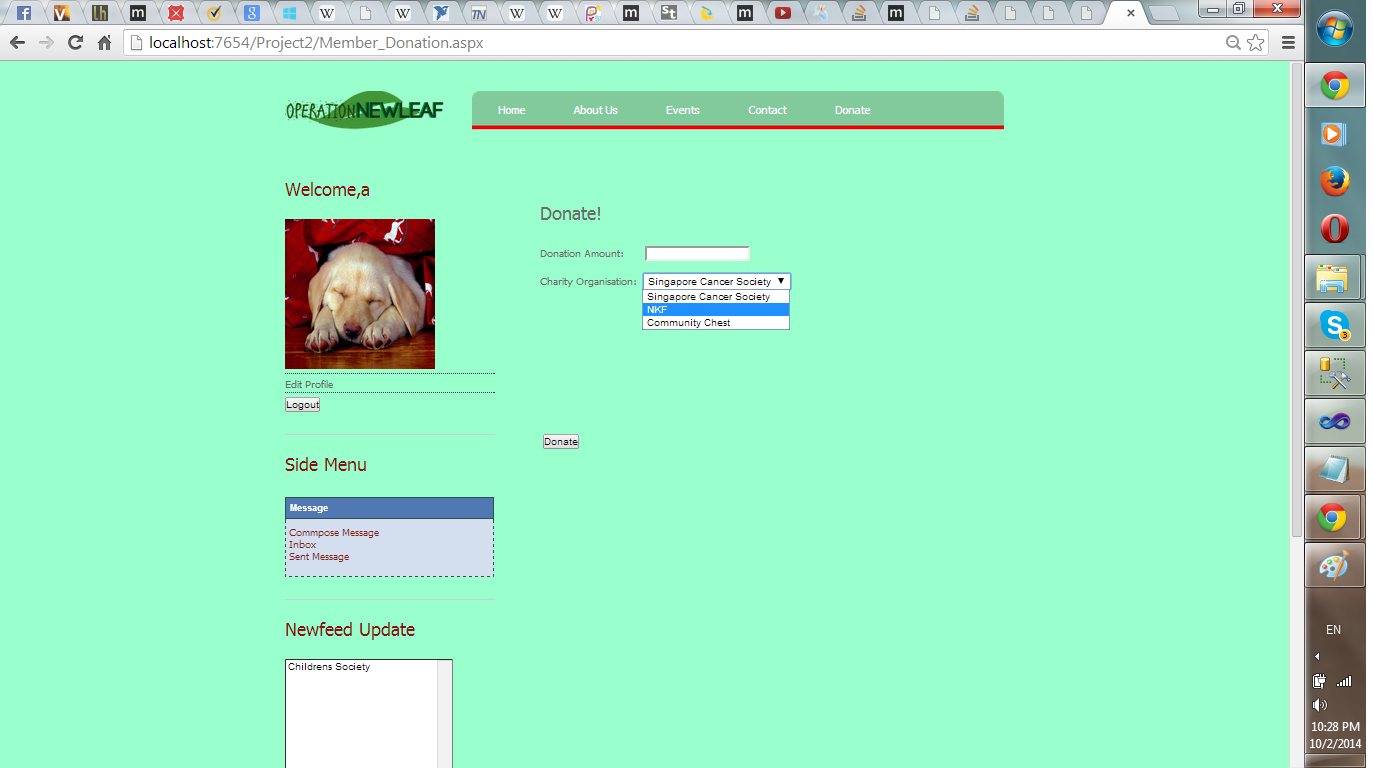 localhost:7654/Project2/Member_Donation.aspx
OPERATIONNEWLEAF
Home About Us Events Contact Donate
Welcome,a
Edit Profile
Logout
Side Menu
Message
Commpose Message
Inbox
Sent Message
Newfeed Update
Childrens Society
Donate!
Donation Amount:
Charity Organisation: Singapore Cancer Society
Singapore Cancer Society
NKF
Community Chest
Donate
EN
10:28 PM
10/2/2014